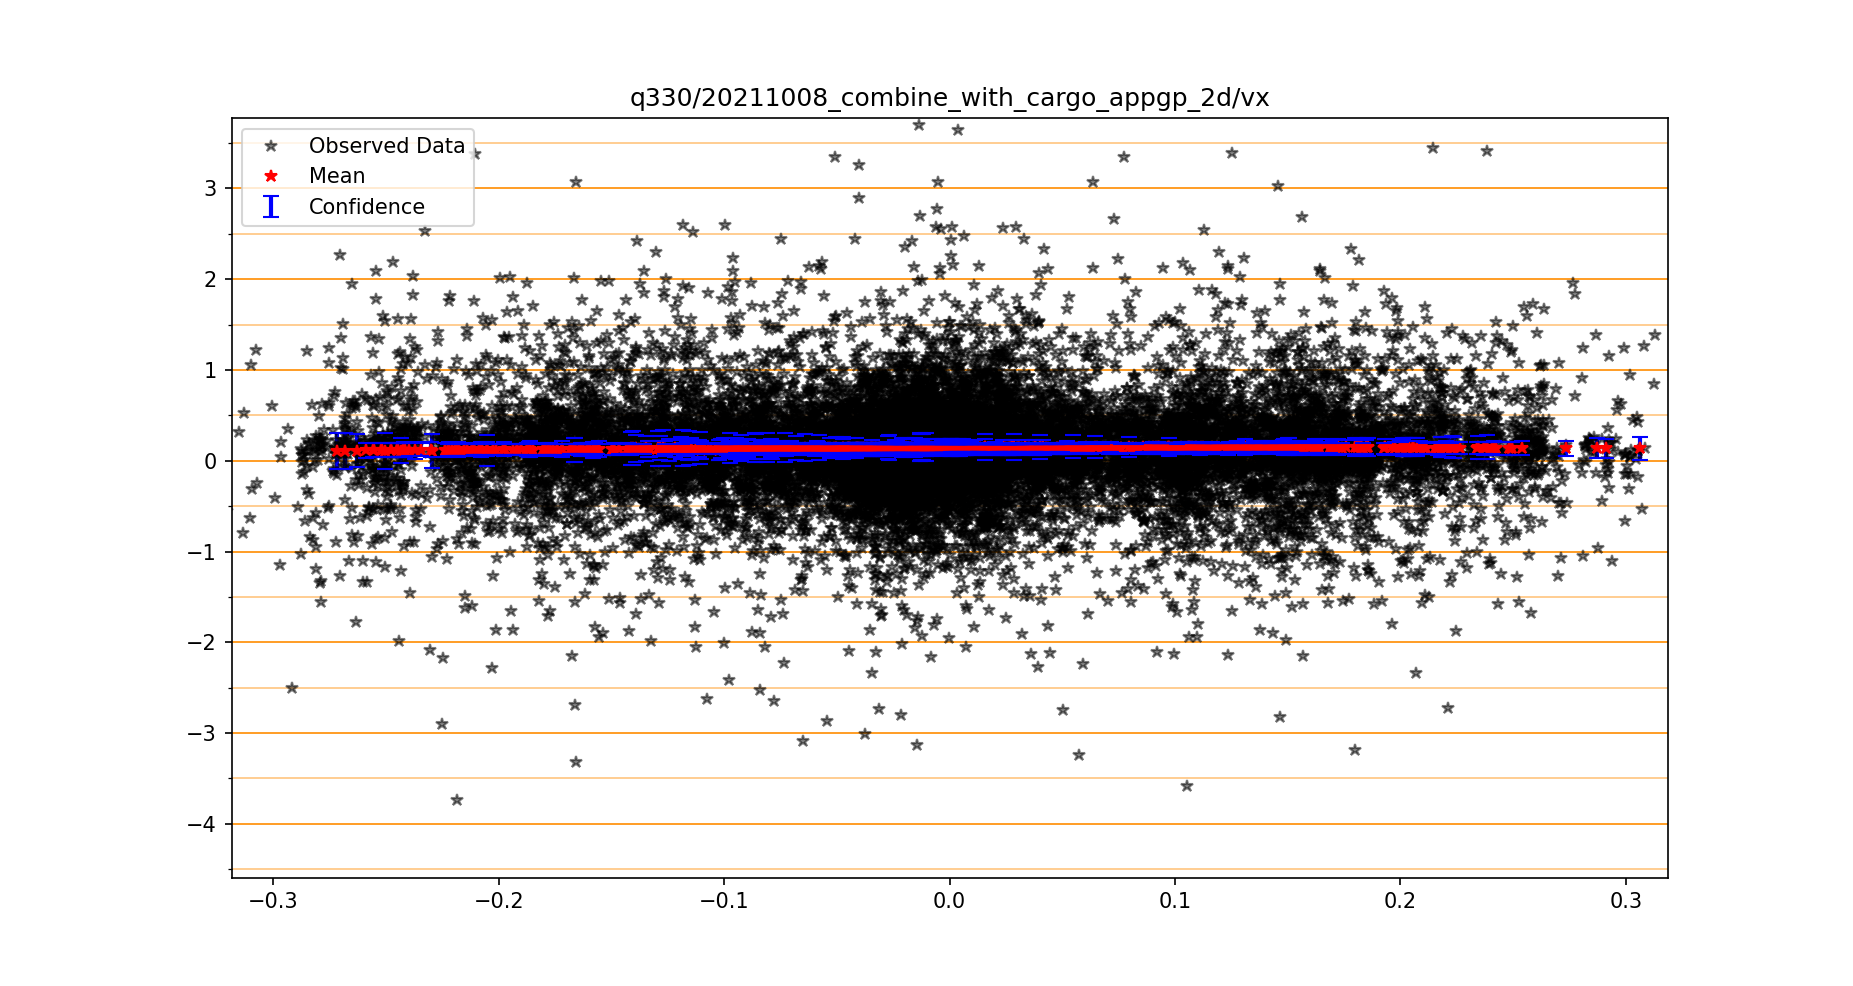 q330/20211008_combine_with_cargo_appgp_2d/vx
Observed Data
Mean
Confidence
3
2
1
0
−1
−2
−3
−4
−0.3 −0.2 −0.1 0.0 0.1 0.2 0.3